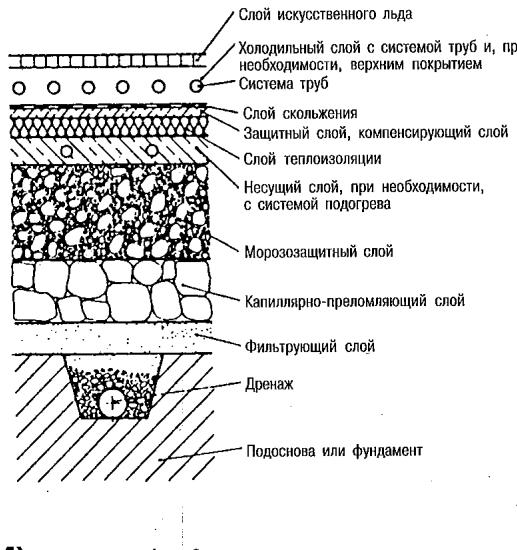 Слой искусственного льда
Холодильный слой с системой труб и, пр
необходимости, верхним покрытием
Система труб
Слой скольжения
Защитный слой, компенсирующий слой
Слой теплоизоляции
Несущий слой, при необходимости,
с системой подогрева
Морозозащитный слой
Капиллярно-преломляющий слой
Фильтрующий слой
Дренаж
Подоснова или фундамент